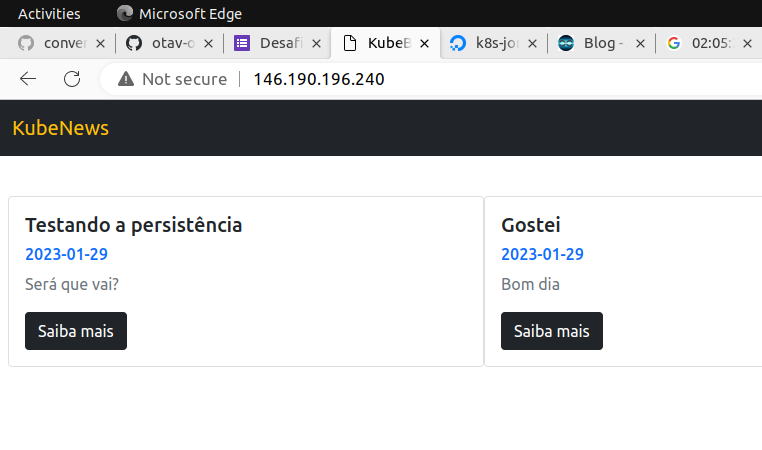 Activities Microsoft Edge
conver otav-o Desafi KubeB k8s-jo Blog - 02:05:
Not secure 146.190.196.240
KubeNews
Testando a persistência Gostei
2023-01-29 2023-01-29
Será que vai? Bom dia
Saiba mais Saiba mais